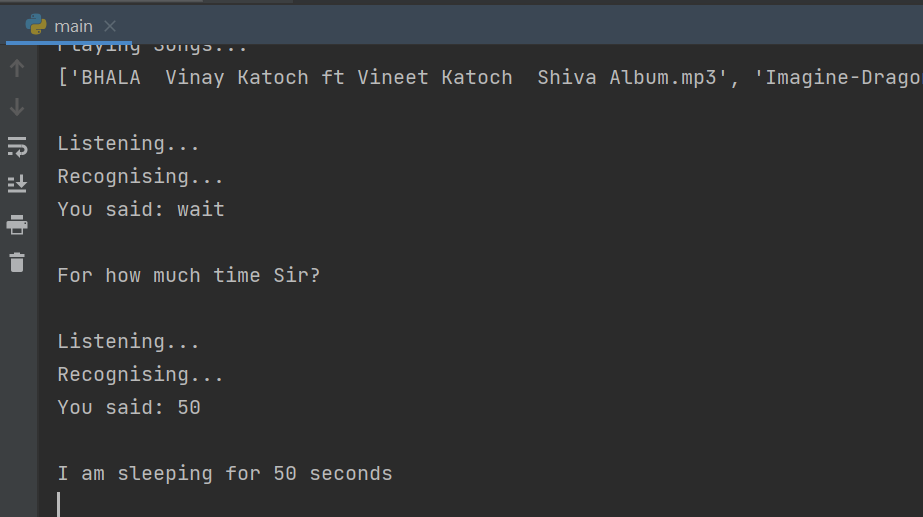 main
Playing Songs...
['BHALA  Vinay Katoch ft Vineet Katoch  Shiva Album.mp3', 'Imagine-Drago
Listening...
Recognising...
You said: wait
For how much time Sir?
Listening...
Recognising...
You said: 50
I am sleeping for 50 seconds